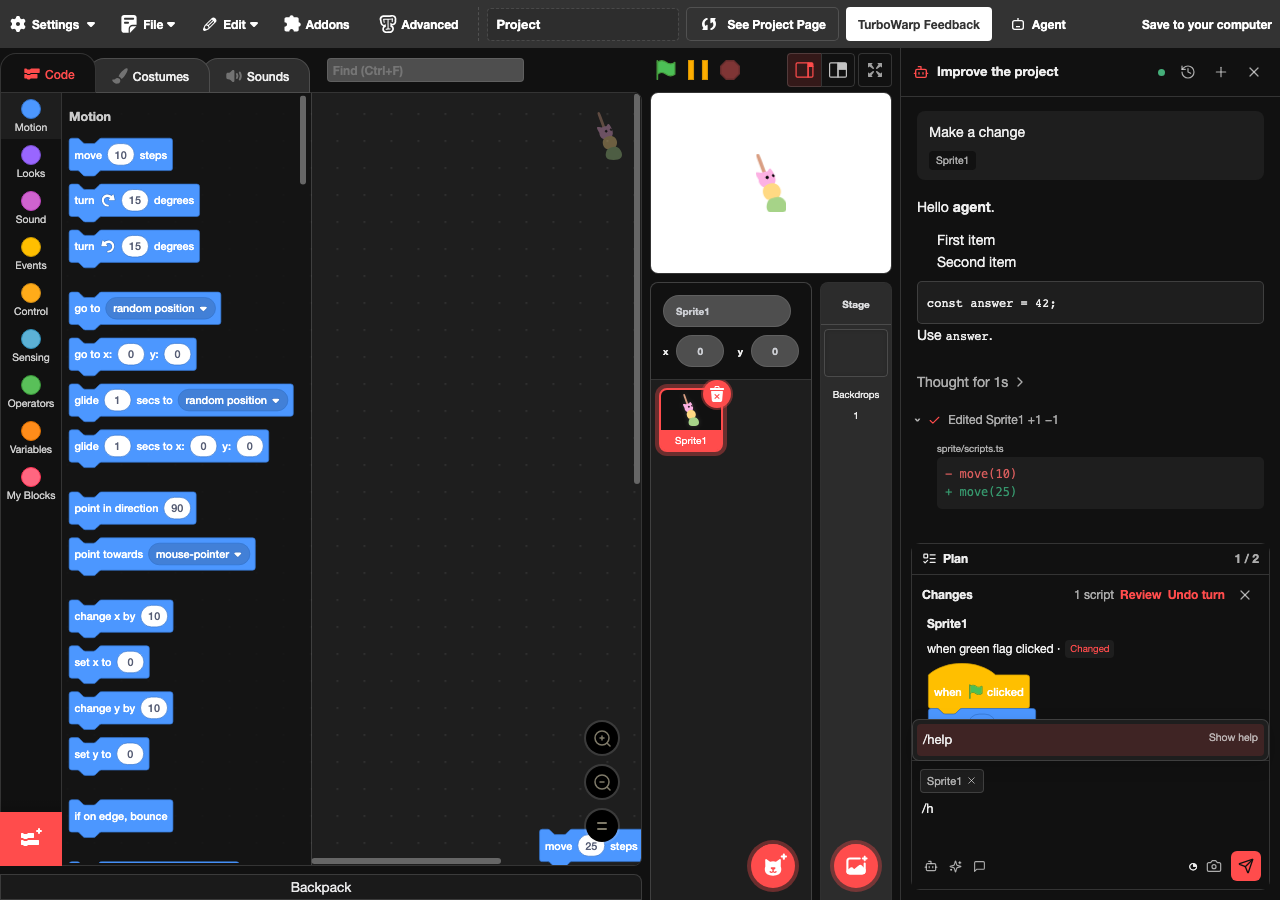 Settings
File
Edit
Addons
Advanced
Project
See Project Page
TurboWarp Feedback
Agent
Save to your computer
Code
Costumes
Sounds
Find (Ctrl+F)
Improve the project
Motion
Looks
Sound
Events
Control
Sensing
Operators
Variables
My Blocks
Motion
move 10 steps
turn 15 degrees
turn 15 degrees
go to random position
go to x: 0 y: 0
glide 1 secs to random position
glide 1 secs to x: 0 y: 0
point in direction 90
point towards mouse-pointer
change x by 10
set x to 0
change y by 10
set y to 0
if on edge, bounce
move 25 steps
Backpack
Sprite1
x 0 y 0
Sprite1
Stage
Backdrops
1
Make a change
Sprite1
Hello agent.
First item
Second item
const answer = 42;
Use answer.
Thought for 1s
Edited Sprite1 +1 −1
sprite/scripts.ts
− move(10)
+ move(25)
Plan 1 / 2
Changes 1 script Review Undo turn
Sprite1
when green flag clicked · Changed
when clicked
/help Show help
Sprite1
/h